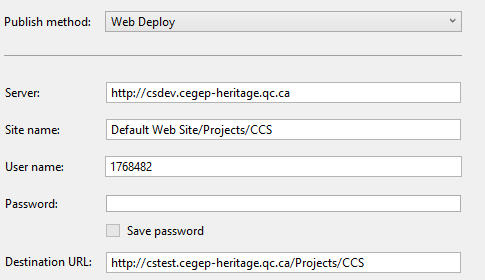 Publish method: Web Deploy
Server: http://csdev.cegep-heritage.qc.ca
Site name: Default Web Site/Projects/CCS
User name: 1768482
Password:
Save password
Destination URL: http://cstest.cegep-heritage.qc.ca/Projects/CCS